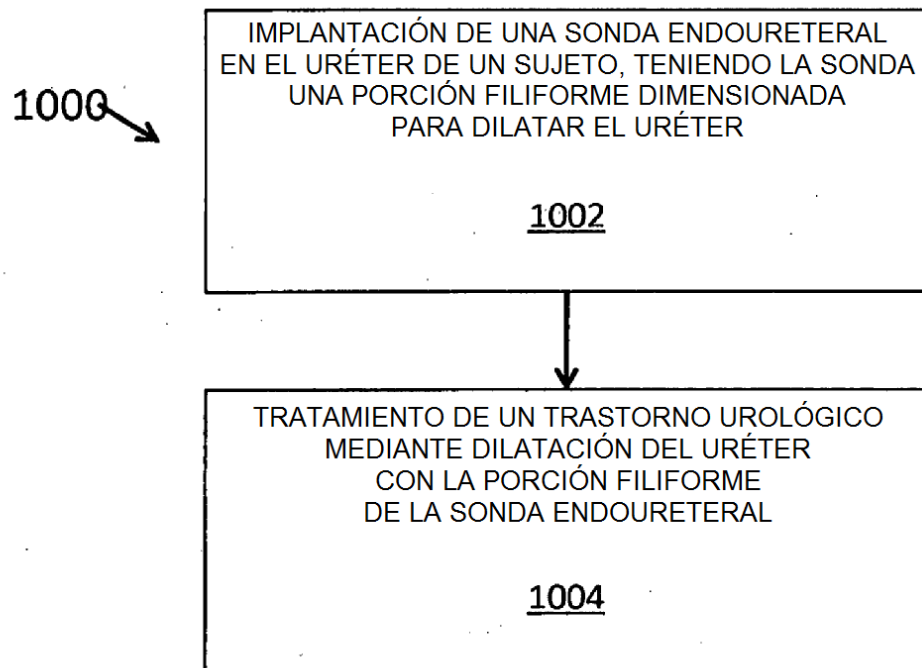 IMPLANTACIÓN DE UNA SONDA ENDOURETERAL
EN EL URÉTER DE UN SUJETO, TENIENDO LA SONDA
UNA PORCIÓN FILIFORME DIMENSIONADA
PARA DILATAR EL URÉTER
1000
1002
TRATAMIENTO DE UN TRASTORNO UROLÓGICO
MEDIANTE DILATACIÓN DEL URÉTER
CON LA PORCIÓN FILIFORME
DE LA SONDA ENDOURETERAL
1004